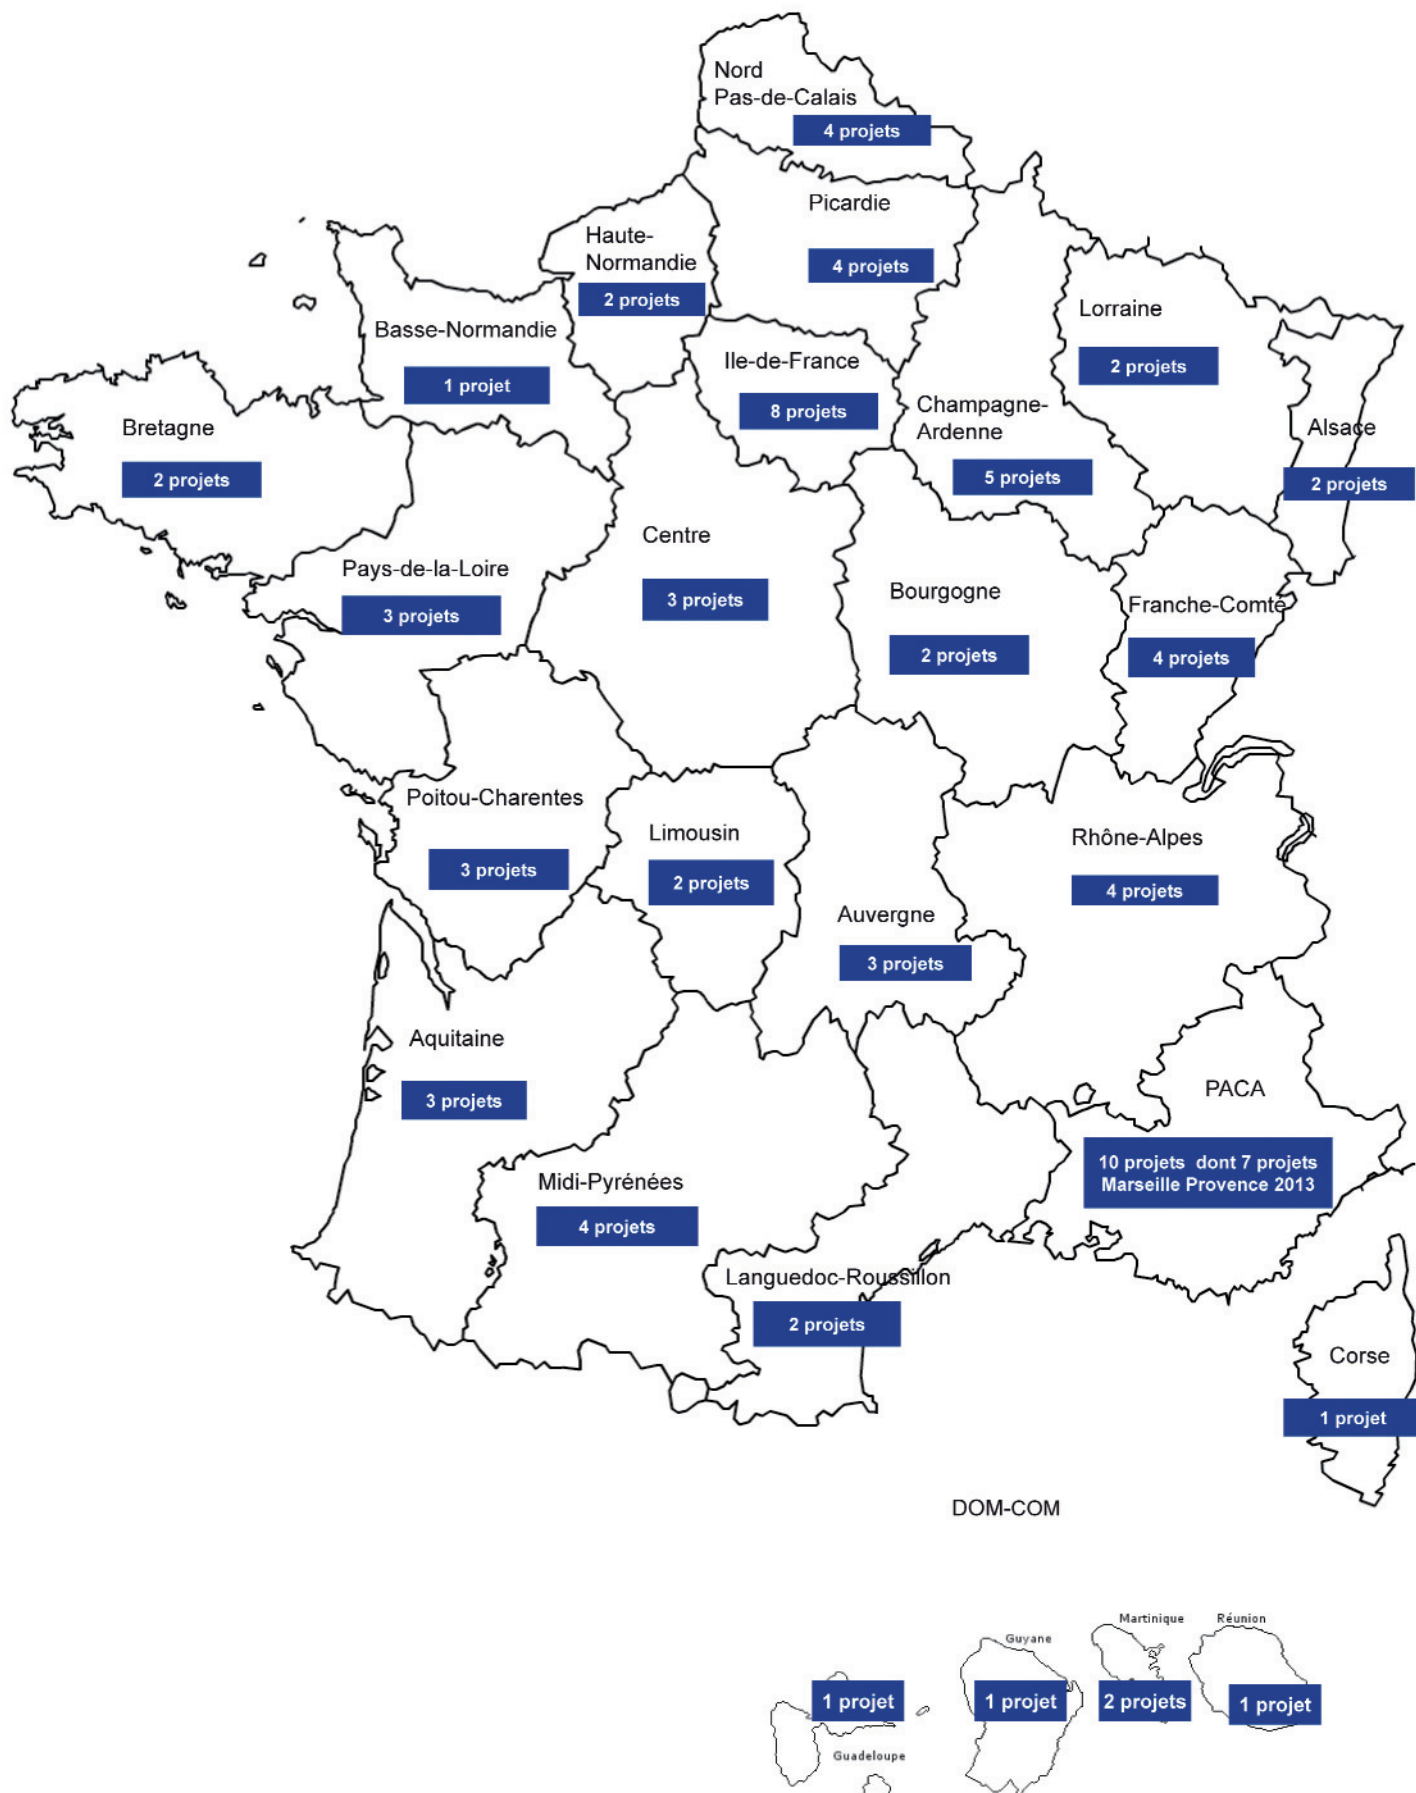 Nord
Pas-de-Calais
4 projets
Picardie
4 projets
Haute-
Normandie
2 projets
Basse-Normandie
1 projet
Ile-de-France
8 projets
Lorraine
2 projets
Champagne-
Ardenne
5 projets
Alsace
2 projets
Bretagne
2 projets
Pays-de-la-Loire
3 projets
Centre
3 projets
Bourgogne
2 projets
Franche-Comté
4 projets
Poitou-Charentes
3 projets
Limousin
2 projets
Auvergne
3 projets
Rhône-Alpes
4 projets
Aquitaine
3 projets
Midi-Pyrénées
4 projets
PACA
10 projets dont 7 projets
Marseille Provence 2013
Languedoc-Roussillon
2 projets
Corse
1 projet
DOM-COM
Guadeloupe
1 projet
Guyane
1 projet
Martinique
2 projets
Réunion
1 projet